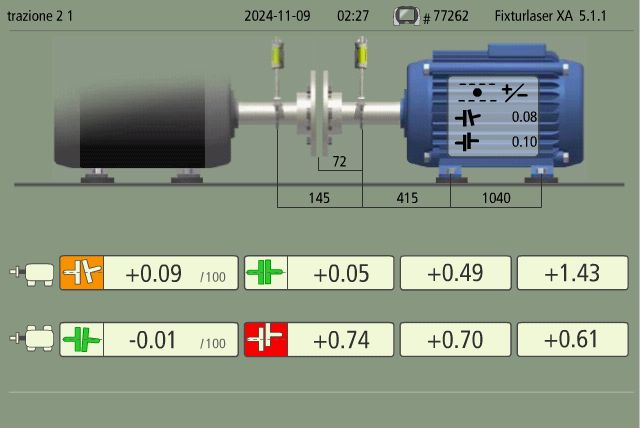 trazione 2 1 2024-11-09 02:27 # 77262 Fixturlaser XA 5.1.1
+/-
0.08
0.10
72
145 415 1040
+0.09 /100 +0.05 +0.49 +1.43
-0.01 /100 +0.74 +0.70 +0.61